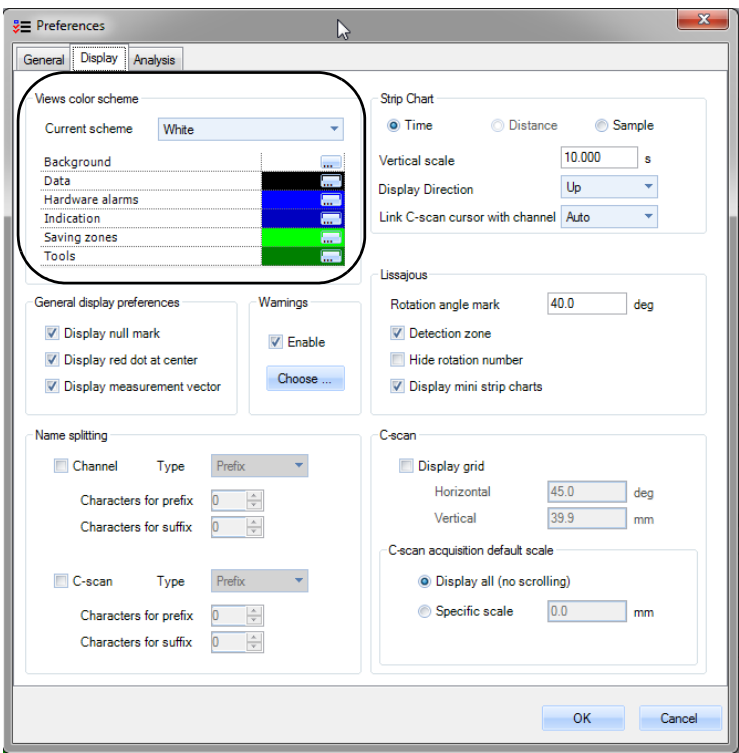 Preferences
General Display Analysis
Views color scheme
Current scheme White
Background ...
Data ...
Hardware alarms ...
Indication ...
Saving zones ...
Tools ...
General display preferences
Display null mark
Display red dot at center
Display measurement vector
Warnings
Enable
Choose ...
Name splitting
Channel Type Prefix
Characters for prefix 0
Characters for suffix 0
C-scan Type Prefix
Characters for prefix 0
Characters for suffix 0
Strip Chart
Time Distance Sample
Vertical scale 10.000 s
Display Direction Up
Link C-scan cursor with channel Auto
Lissajous
Rotation angle mark 40.0 deg
Detection zone
Hide rotation number
Display mini strip charts
C-scan
Display grid
Horizontal 45.0 deg
Vertical 39.9 mm
C-scan acquisition default scale
Display all (no scrolling)
Specific scale 0.0 mm
OK Cancel